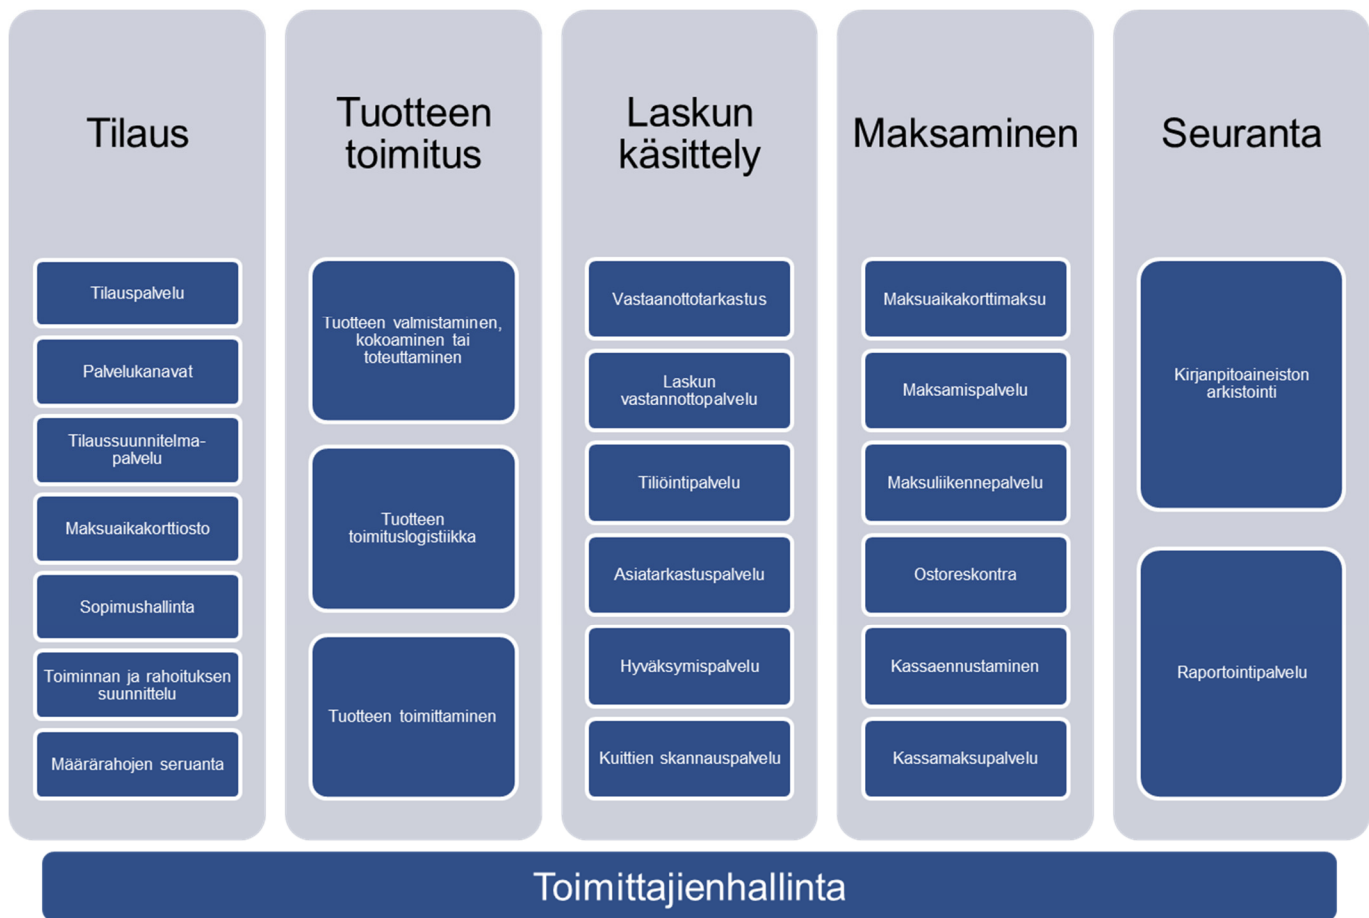 Tilaus
Tilauspalvelu
Palvelukanavat
Tilaussuunnitelma-
palvelu
Maksuaikakorttiosto
Sopimushallinta
Toiminnan ja rahoituksen
suunnittelu
Määrärahojen seruanta
Tuotteen
toimitus
Tuotteen valmistaminen,
kokoaminen tai
toteuttaminen
Tuotteen
toimituslogistiikka
Tuotteen toimittaminen
Laskun
käsittely
Vastaanottotarkastus
Laskun
vastannottopalvelu
Tiliöintipalvelu
Asiatarkastuspalvelu
Hyväksymispalvelu
Kuittien skannauspalvelu
Maksaminen
Maksuaikakorttimaksu
Maksamispalvelu
Maksuliikennepalvelu
Ostoreskontra
Kassaennustaminen
Kassamaksupalvelu
Seuranta
Kirjanpitoaineiston
arkistointi
Raportointipalvelu
Toimittajienhallinta